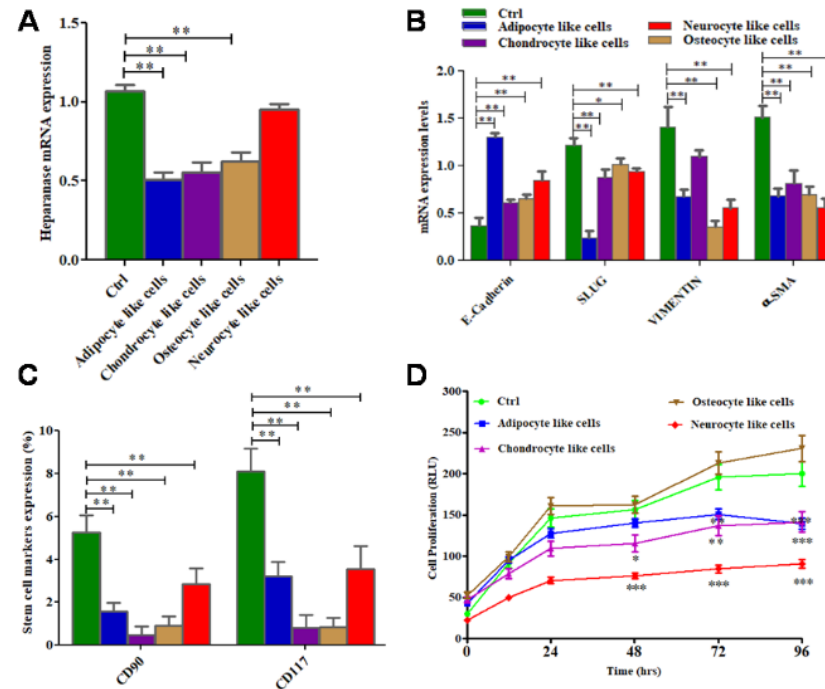 A
Heparanase mRNA expression
1.5
1.0
0.5
0.0
**
**
**
Ctrl
Adipocyte like cells
Chondrocyte like cells
Osteocyte like cells
Neurocyte like cells
B
Ctrl
Adipocyte like cells
Chondrocyte like cells
Neurocyte like cells
Osteocyte like cells
mRNA expression levels
2.0
1.5
1.0
0.5
0.0
**
**
**
**
**
*
**
**
**
**
**
**
**
**
**
E-Cadherin
SLUG
VIMENTIN
α-SMA
C
Stem cell markers expression (%)
10
8
6
4
2
0
**
**
**
**
**
**
**
**
CD90
CD117
D
Ctrl
Adipocyte like cells
Chondrocyte like cells
Osteocyte like cells
Neurocyte like cells
Cell Proliferation (RLU)
300
250
200
150
100
50
0
*
***
**
**
***
***
***
***
0
24
48
72
96
Time (hrs)